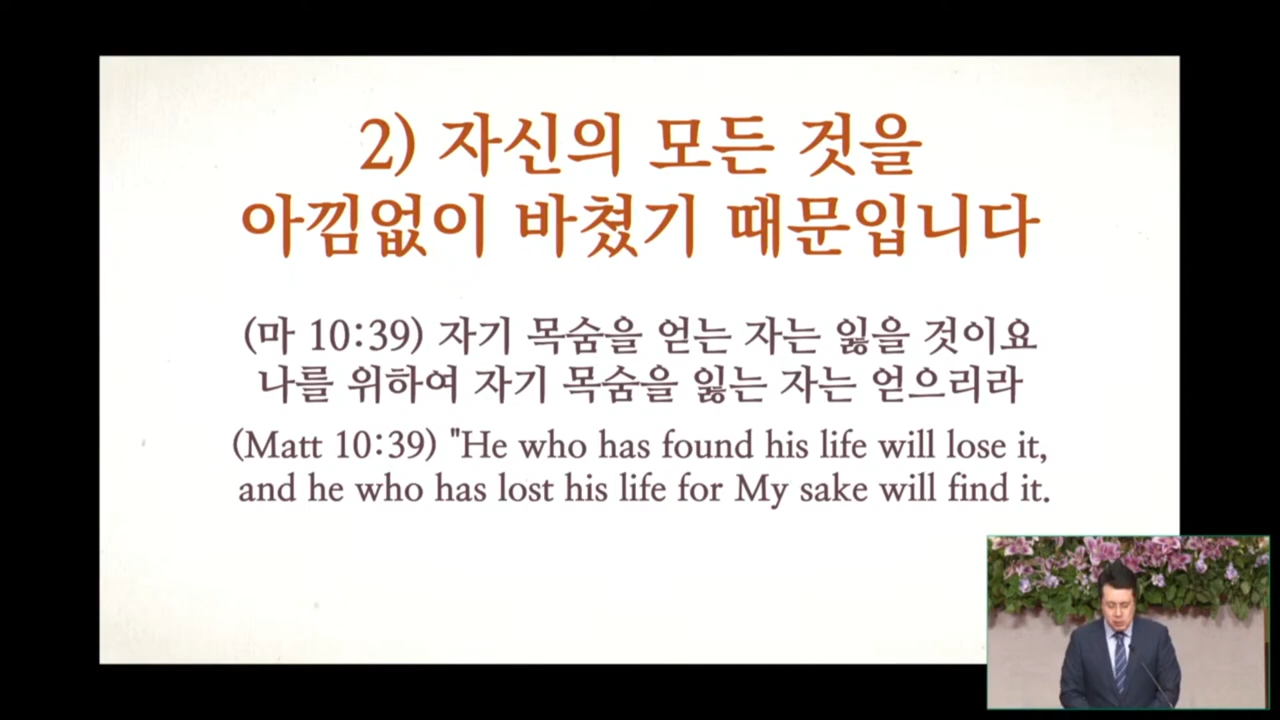 2) 자신의 모든 것을
아낌없이 바쳤기 때문입니다
(마 10:39) 자기 목숨을 얻는 자는 잃을 것이요
나를 위하여 자기 목숨을 잃는 자는 얻으리라
(Matt 10:39) "He who has found his life will lose it,
and he who has lost his life for My sake will find it.